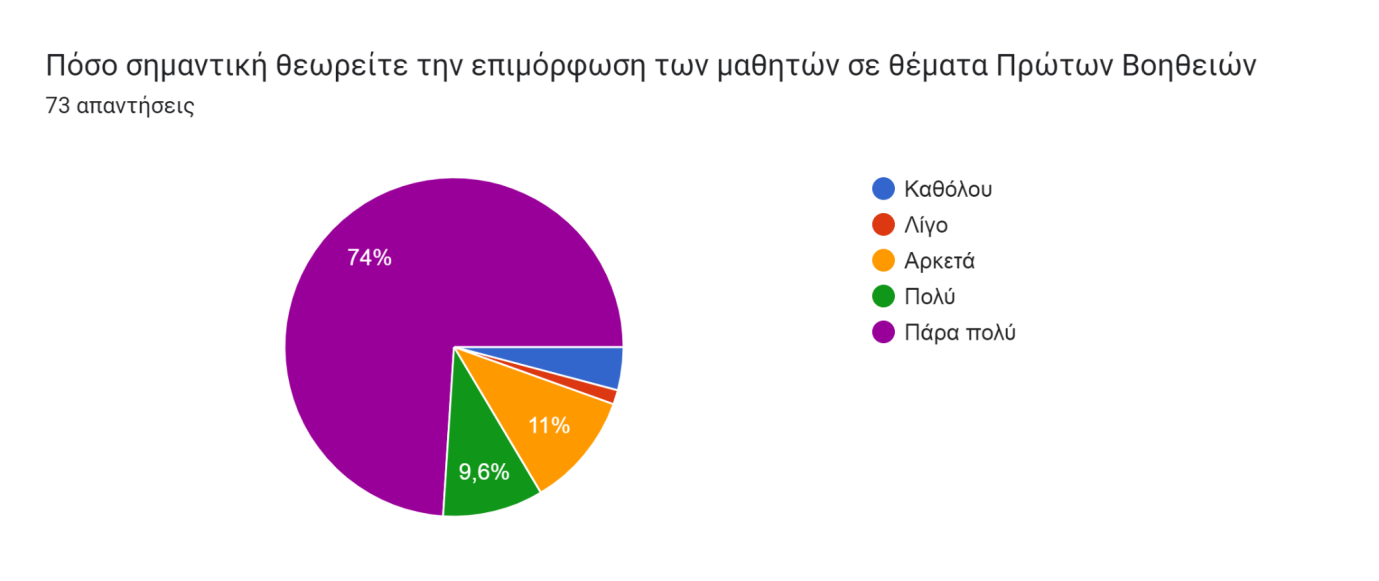 Πόσο σημαντική θεωρείτε την επιμόρφωση των μαθητών σε θέματα Πρώτων Βοηθειών
73 απαντήσεις
74%
11%
9,6%
Καθόλου
Λίγο
Αρκετά
Πολύ
Πάρα πολύ